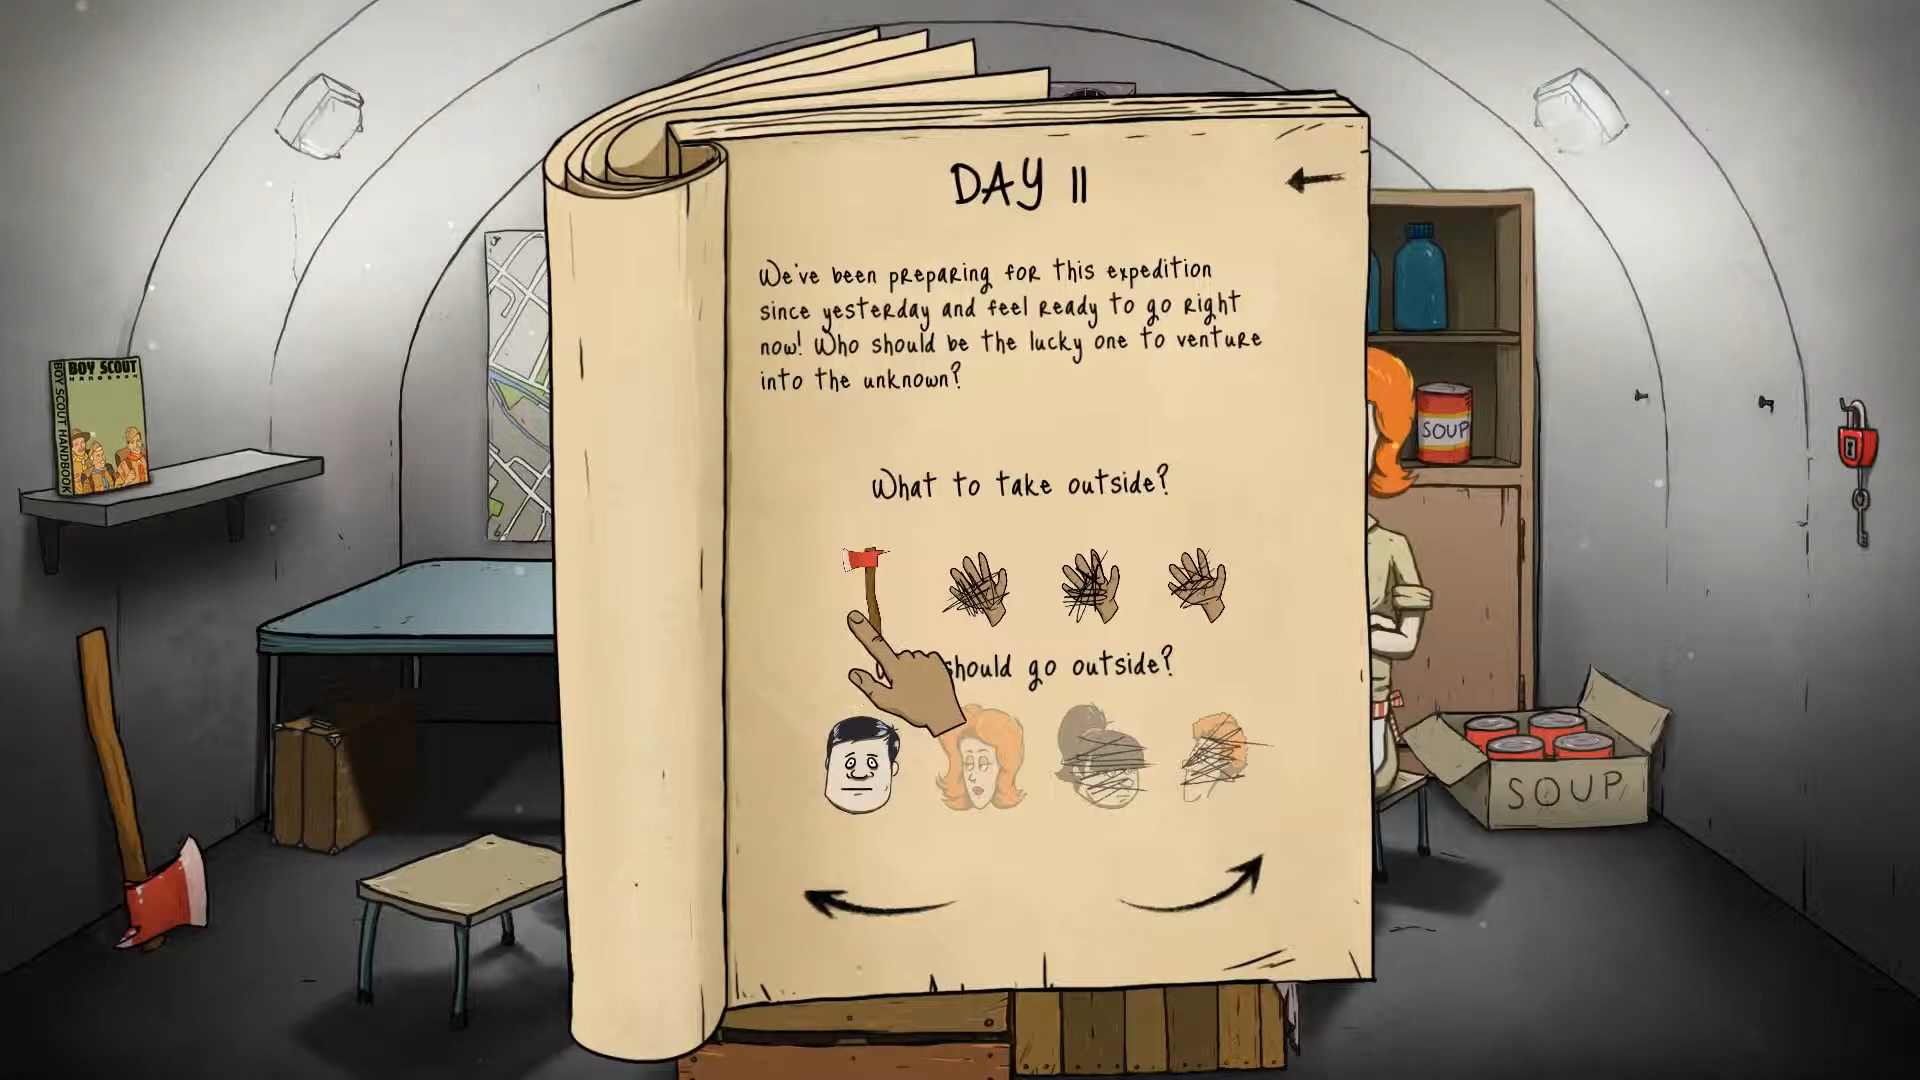 DAY 11
We've been preparing for this expedition
since yesterday and feel ready to go right
now! Who should be the lucky one to venture
into the unknown?
What to take outside?
should go outside?
BOY SCOUT
HANDBOOK
BOY SCOUT HANDBOOK
SOUP
SOUP